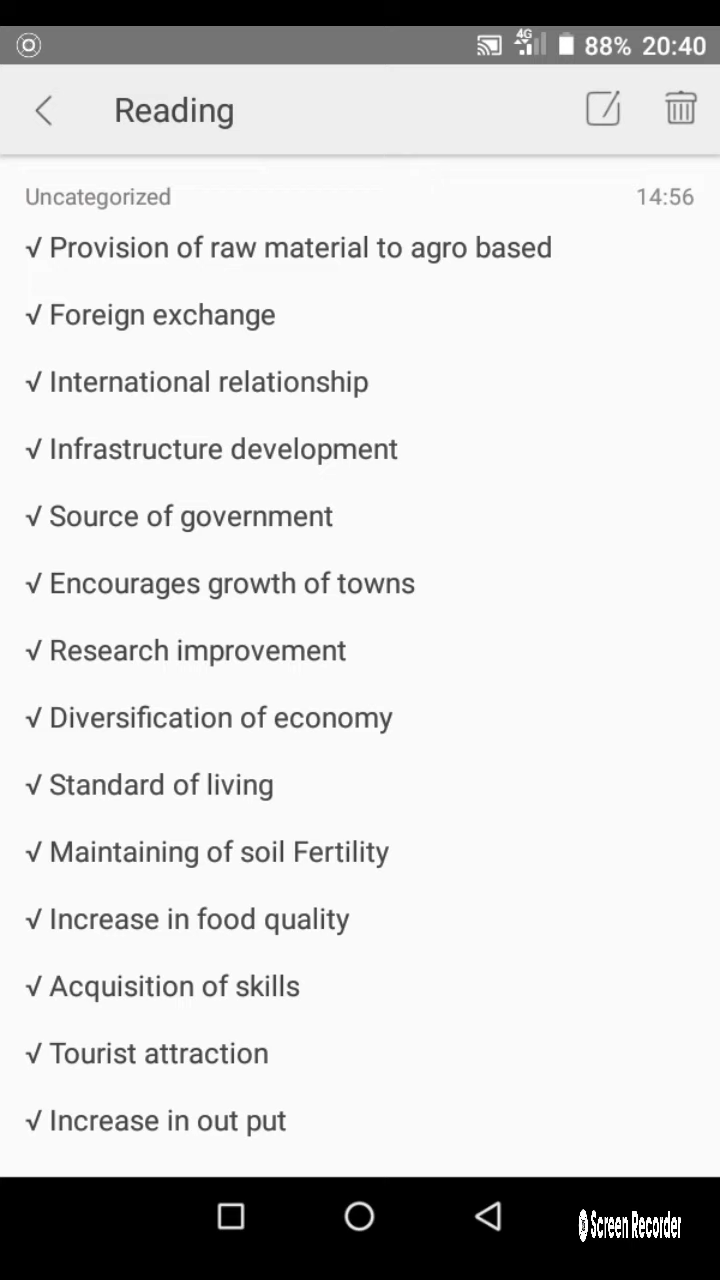 4G 88% 20:40
Reading
Uncategorized 14:56
√ Provision of raw material to agro based
√ Foreign exchange
√ International relationship
√ Infrastructure development
√ Source of government
√ Encourages growth of towns
√ Research improvement
√ Diversification of economy
√ Standard of living
√ Maintaining of soil Fertility
√ Increase in food quality
√ Acquisition of skills
√ Tourist attraction
√ Increase in out put
Screen Recorder